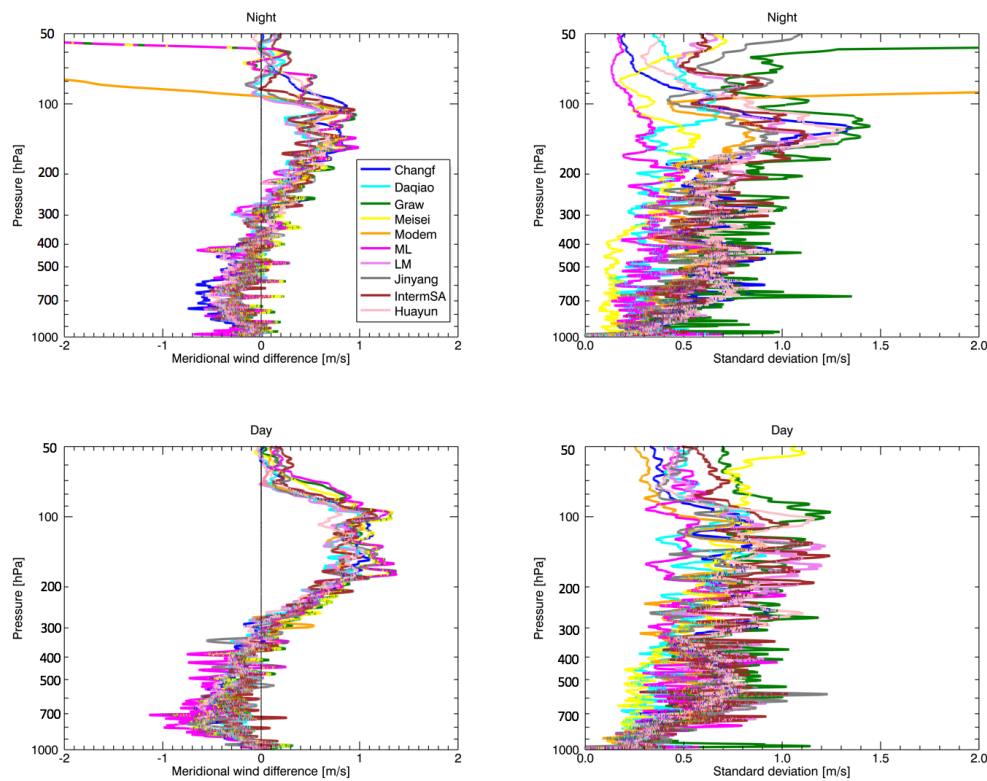 Night
50
100
200
300
400
500
700
1000
Pressure [hPa]
-2 -1 0 1 2
Meridional wind difference [m/s]
Changf
Daqiao
Graw
Meisei
Modem
ML
LM
Jinyang
IntermSA
Huayun
Night
50
100
200
300
400
500
700
1000
Pressure [hPa]
0.0 0.5 1.0 1.5 2.0
Standard deviation [m/s]
Day
50
100
200
300
400
500
700
1000
Pressure [hPa]
-2 -1 0 1 2
Meridional wind difference [m/s]
Day
50
100
200
300
400
500
700
1000
Pressure [hPa]
0.0 0.5 1.0 1.5 2.0
Standard deviation [m/s]